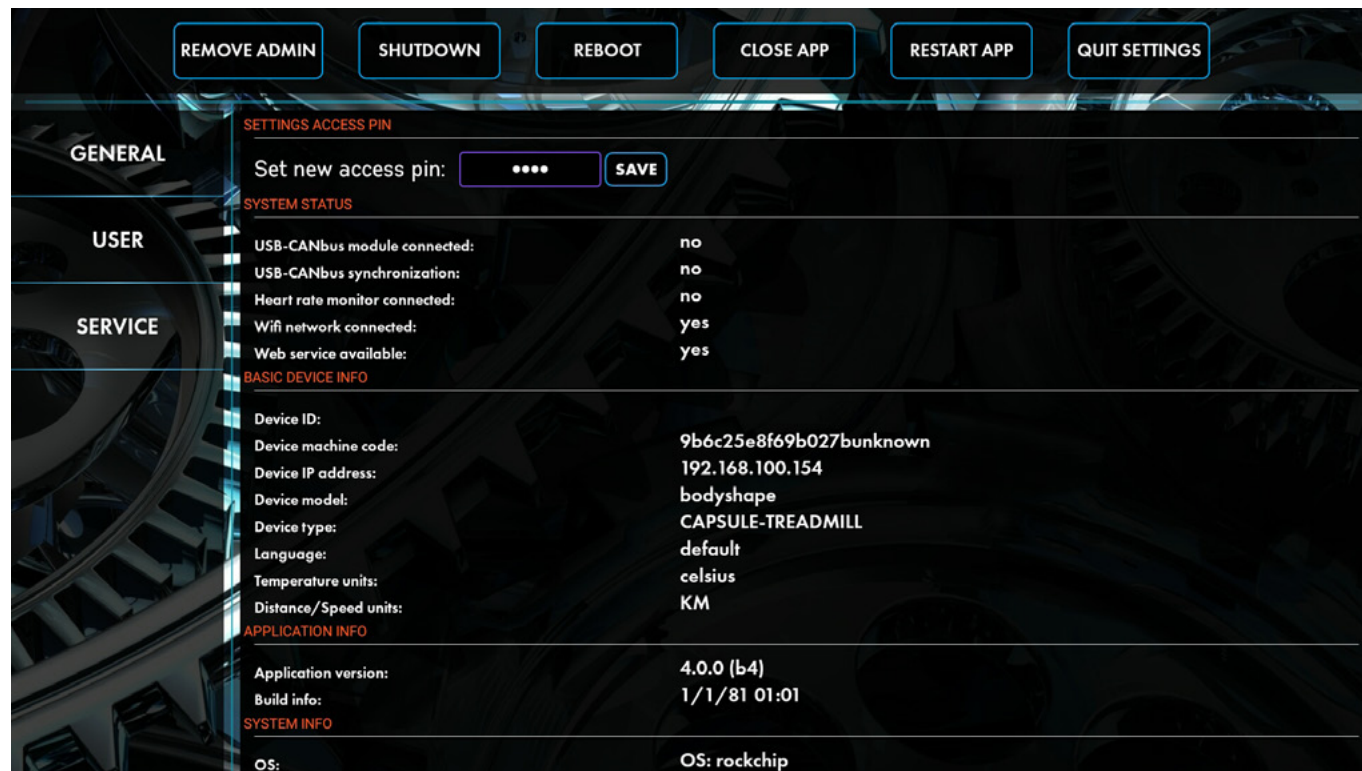 REMOVE ADMIN SHUTDOWN REBOOT CLOSE APP RESTART APP QUIT SETTINGS
GENERAL
USER
SERVICE
SETTINGS ACCESS PIN
Set new access pin: •••• SAVE
SYSTEM STATUS
USB-CANbus module connected: no
USB-CANbus synchronization: no
Heart rate monitor connected: no
Wifi network connected: yes
Web service available: yes
BASIC DEVICE INFO
Device ID:
Device machine code: 9b6c25e8f69b027bunknown
Device IP address: 192.168.100.154
Device model: bodyshape
Device type: CAPSULE-TREADMILL
Language: default
Temperature units: celsius
Distance/Speed units: KM
APPLICATION INFO
Application version: 4.0.0 (b4)
Build info: 1/1/81 01:01
SYSTEM INFO
OS: OS: rockchip